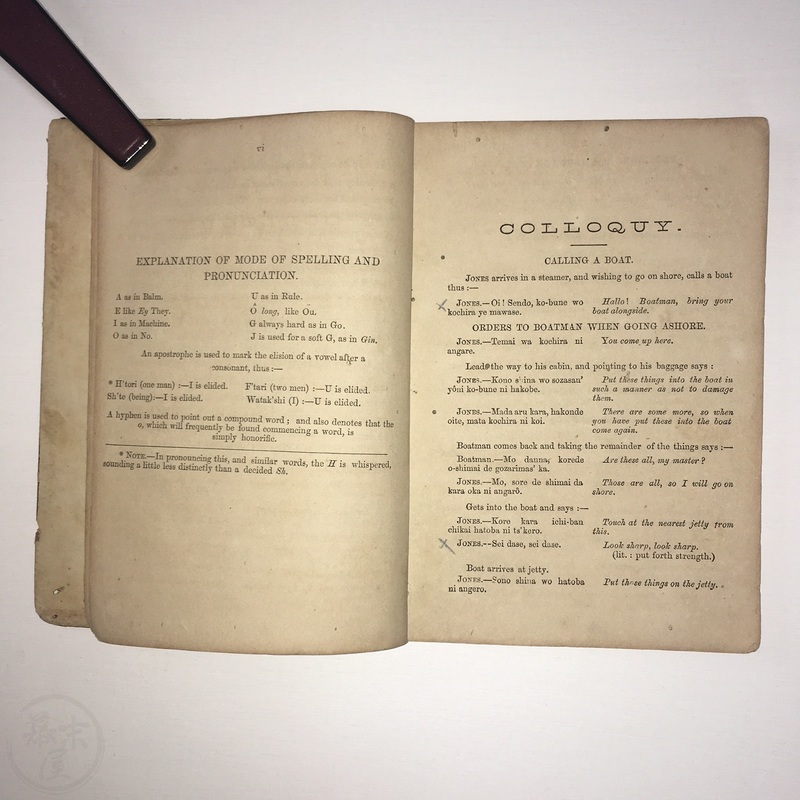 vi
EXPLANATION OF MODE OF SPELLING AND
PRONUNCIATION.
A as in Balm.
E like Ey They.
I as in Machine.
O as in No.
U as in Rule.
Ō long, like Ou.
G always hard as in Go.
J is used for a soft G, as in Gin.
An apostrophe is used to mark the elision of a vowel after a
consonant, thus :—
* H'tori (one man) :—I is elided.
Sh'te (being):—I is elided.
F'tari (two men) :—U is elided.
Watak'shi (I) :—U is elided.
A hyphen is used to point out a compound word; and also denotes that the
o, which will frequently be found commencing a word, is
simply honorific.
* NOTE.—In pronouncing this, and similar words, the H is whispered,
sounding a little less distinctly than a decided Sh.
COLLOQUY.
CALLING A BOAT.
JONES arrives in a steamer, and wishing to go on shore, calls a boat
thus :—
JONES.—Oi! Sendo, ko-bune wo
kochira ye mawase.
Hallo! Boatman, bring your
boat alongside.
ORDERS TO BOATMAN WHEN GOING ASHORE.
JONES.—Temai wa kochira ni
angare.
You come up here.
Leads the way to his cabin, and pointing to his baggage says :
JONES.—Kono shina wo sozasan'
yōni ko-bune ni hakobe.
Put these things into the boat in
such a manner as not to damage
them.
JONES.—Mada aru kara, hakonde
oite, mata kochira ni koi.
There are some more, so when
you have put these into the boat
come again.
Boatman comes back and taking the remainder of the things says :—
Boatman.—Mo danna, korede
o-shimai de gozarimas' ka.
Are these all, my master?
JONES.—Mo, sore de shimai da
kara oka ni angarō.
Those are all, so I will go on
shore.
Gets into the boat and says :—
JONES.—Kore kara ichi-ban
chikai hatoba ni ts'kero.
Touch at the nearest jetty from
this.
JONES.--Sei dase, sei dase.
Look sharp, look sharp.
(lit. : put forth strength.)
Boat arrives at jetty.
JONES.—Sono shina wo hatoba
ni angero.
Put these things on the jetty.